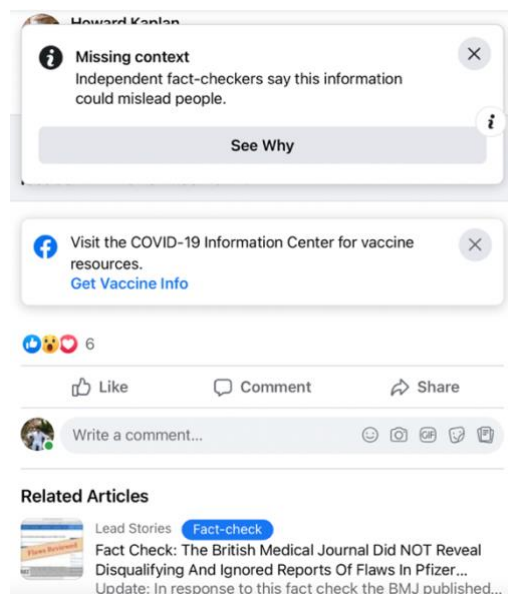 Howard Kaplan
Missing context
Independent fact-checkers say this information
could mislead people.
See Why
Visit the COVID-19 Information Center for vaccine
resources.
Get Vaccine Info
6
Like Comment Share
Write a comment...
GIF
Related Articles
Lead Stories Fact-check
Flaws Reviewed
Fact Check: The British Medical Journal Did NOT Reveal
Disqualifying And Ignored Reports Of Flaws In Pfizer...
Update: In response to this fact check the BMJ published...